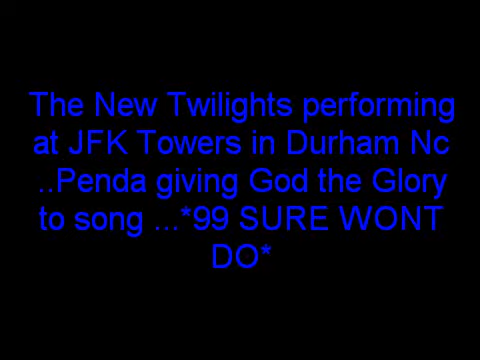 The New Twilights performing
at JFK Towers in Durham Nc
..Penda giving God the Glory
to song ...*99 SURE WONT
DO*